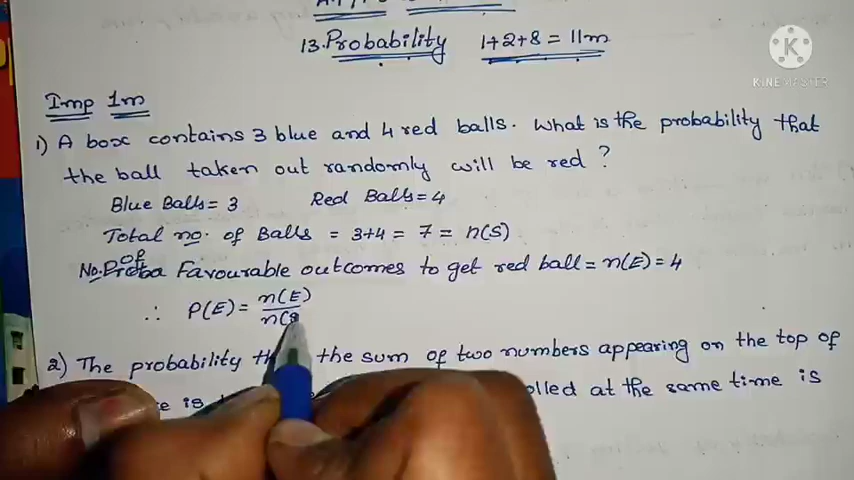 13. Probability 1+2+8 = 11m
K
KINEMASTER
Imp 1m
1) A box contains 3 blue and 4 red balls. What is the probability that
the ball taken out randomly will be red?
Blue Balls = 3 Red Balls = 4
Total no. of Balls = 3+4 = 7 = n(S)
No. of Favourable outcomes to get red ball = n(E) = 4
∴ P(E) = n(E)/n(S
2) The probability the sum of two numbers appearing on the top of
is rolled at the same time is